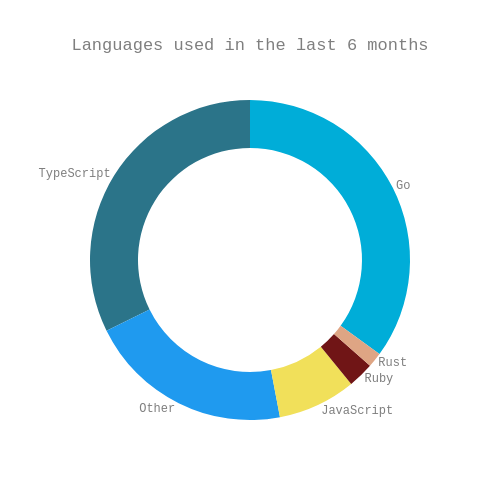 Languages used in the last 6 months
TypeScript
Go
Rust
Ruby
Other
JavaScript